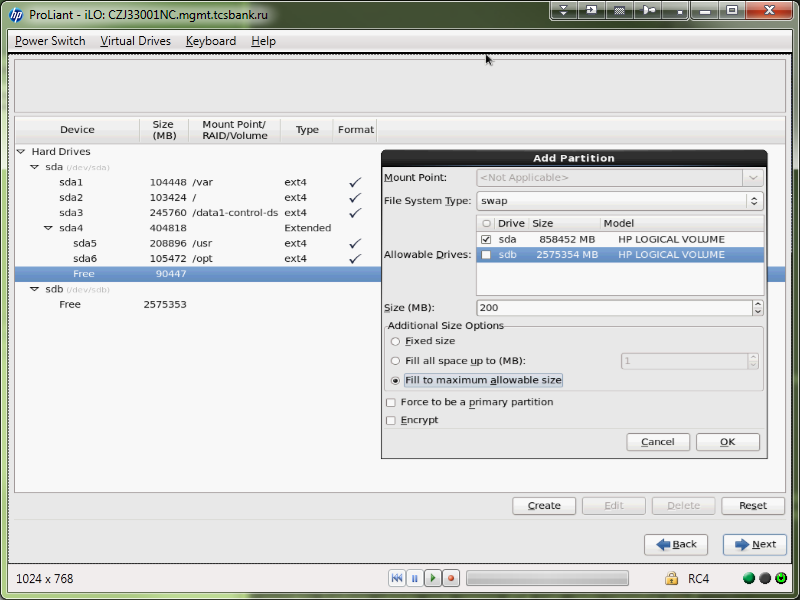 hp ProLiant - iLO: CZJ33001NC.mgmt.tcsbank.ru
Power Switch Virtual Drives Keyboard Help
Device Size (MB) Mount Point/ RAID/Volume Type Format
Hard Drives
sda (/dev/sda)
sda1 104448 /var ext4
sda2 103424 / ext4
sda3 245760 /data1-control-ds ext4
sda4 404818 Extended
sda5 208896 /usr ext4
sda6 105472 /opt ext4
Free 90447
sdb (/dev/sdb)
Free 2575353
Add Partition
Mount Point: <Not Applicable>
File System Type: swap
Drive Size Model
sda 858452 MB HP LOGICAL VOLUME
Allowable Drives: sdb 2575354 MB HP LOGICAL VOLUME
Size (MB): 200
Additional Size Options
Fixed size
Fill all space up to (MB): 1
Fill to maximum allowable size
Force to be a primary partition
Encrypt
Cancel OK
Create Edit Delete Reset
Back Next
1024 x 768 RC4